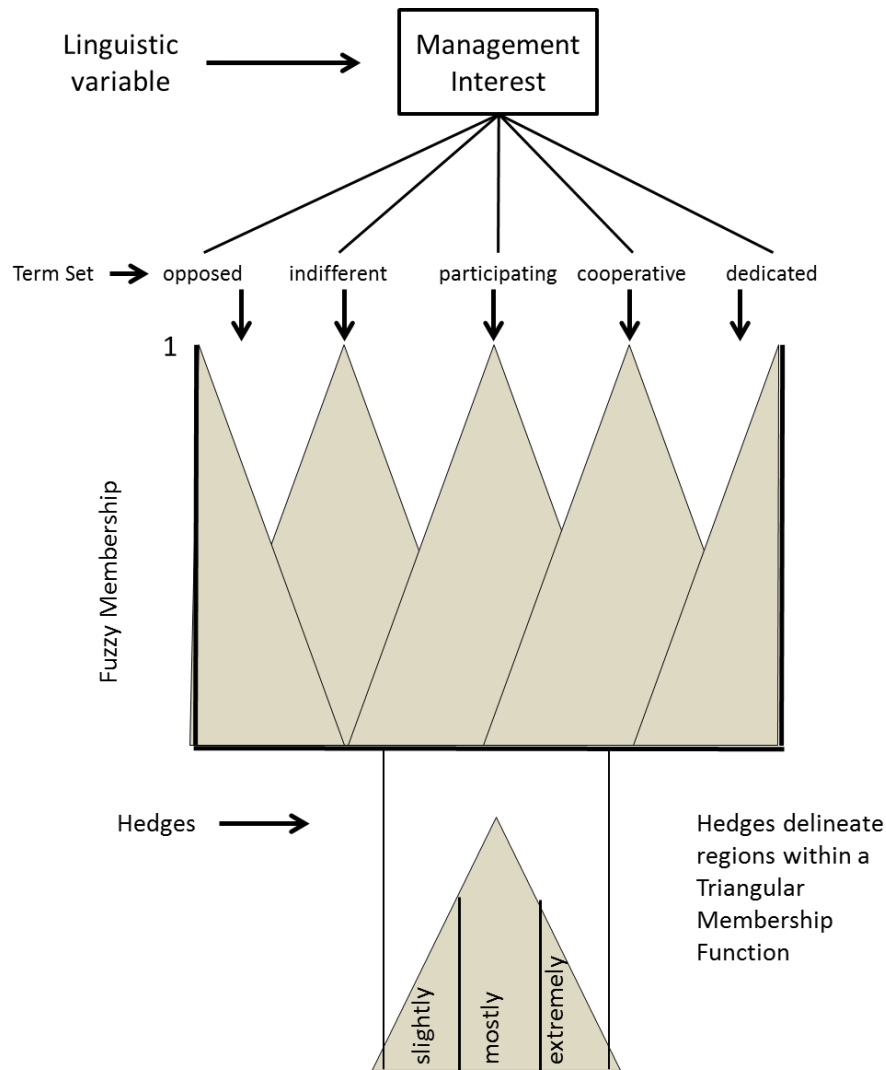 Linguistic
variable
Management
Interest
Term Set
opposed
indifferent
participating
cooperative
dedicated
1
Fuzzy Membership
Hedges
slightly
mostly
extremely
Hedges delineate
regions within a
Triangular
Membership
Function